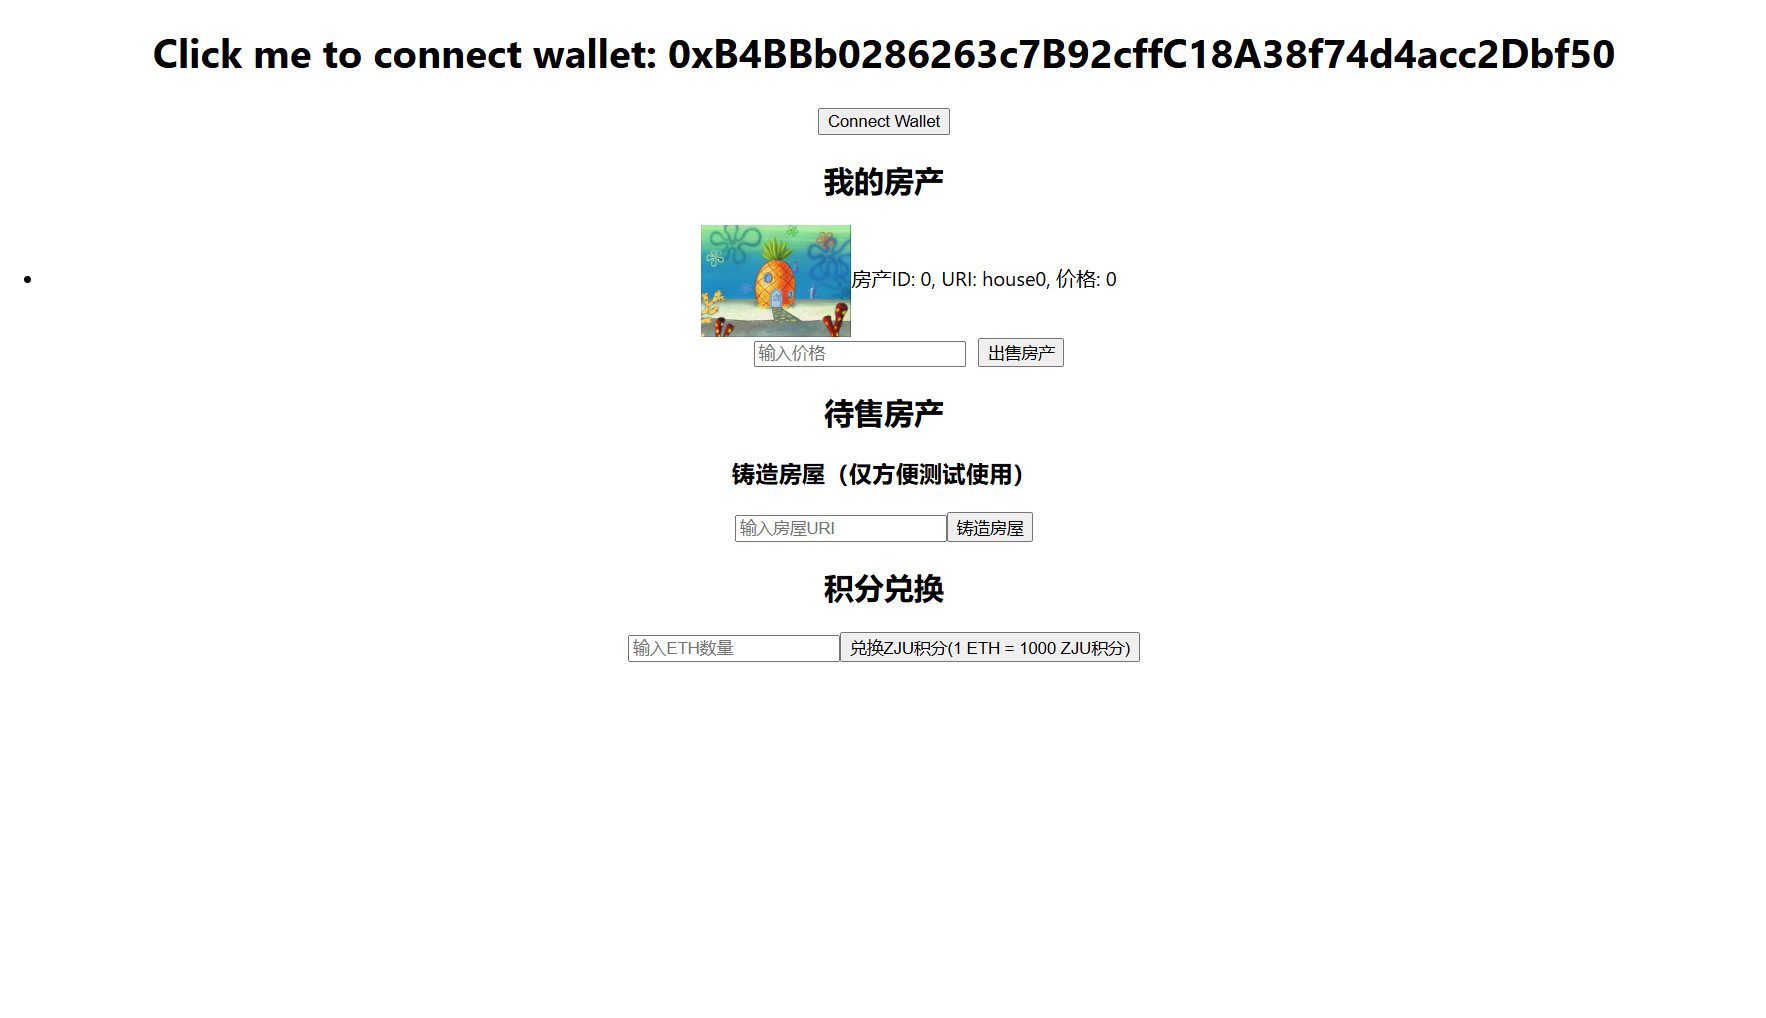 Click me to connect wallet: 0xB4BBb0286263c7B92cffC18A38f74d4acc2Dbf50
Connect Wallet
我的房产
房产ID: 0, URI: house0, 价格: 0
输入价格 出售房产
待售房产
铸造房屋（仅方便测试使用）
输入房屋URI 铸造房屋
积分兑换
输入ETH数量 兑换ZJU积分(1 ETH = 1000 ZJU积分)